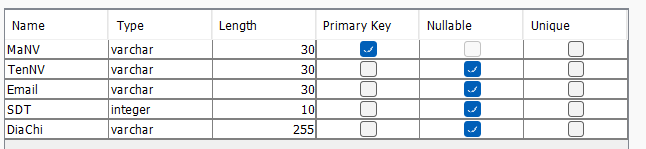 Name Type Length Primary Key Nullable Unique
MaNV varchar 30
TenNV varchar 30
Email varchar 30
SDT integer 10
DiaChi varchar 255